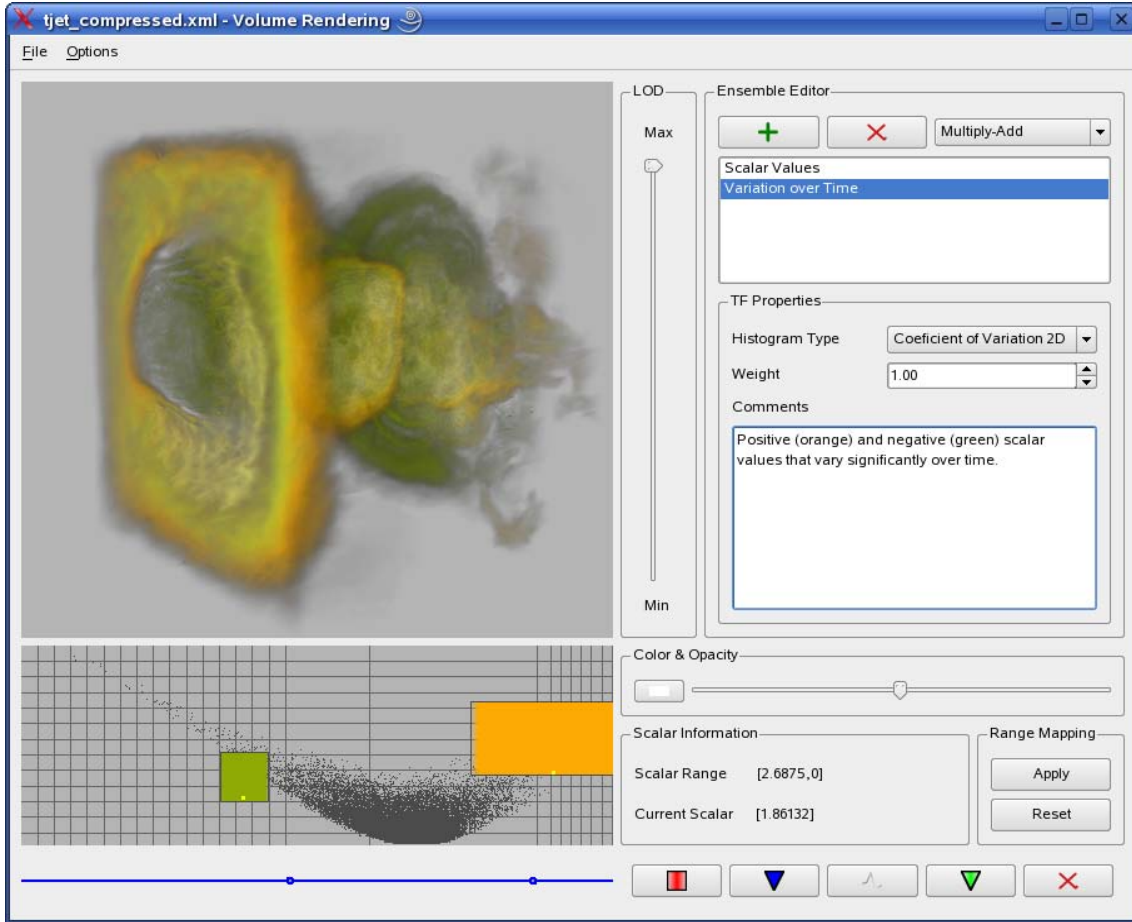 tjet_compressed.xml - Volume Rendering
File Options
LOD
Max
Min
Ensemble Editor
Multiply-Add
Scalar Values
Variation over Time
TF Properties
Histogram Type Coeficient of Variation 2D
Weight 1.00
Comments
Positive (orange) and negative (green) scalar
values that vary significantly over time.
Color & Opacity
Scalar Information
Scalar Range [2.6875,0]
Current Scalar [1.86132]
Range Mapping
Apply
Reset